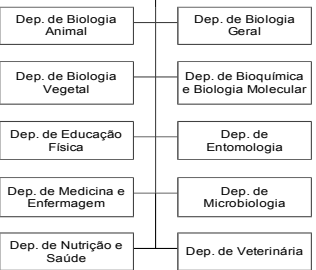 Dep. de Biologia
Animal
Dep. de Biologia
Geral
Dep. de Biologia
Vegetal
Dep. de Bioquímica
e Biologia Molecular
Dep. de Educação
Física
Dep. de
Entomologia
Dep. de Medicina e
Enfermagem
Dep. de
Microbiologia
Dep. de Nutrição e
Saúde
Dep. de Veterinária